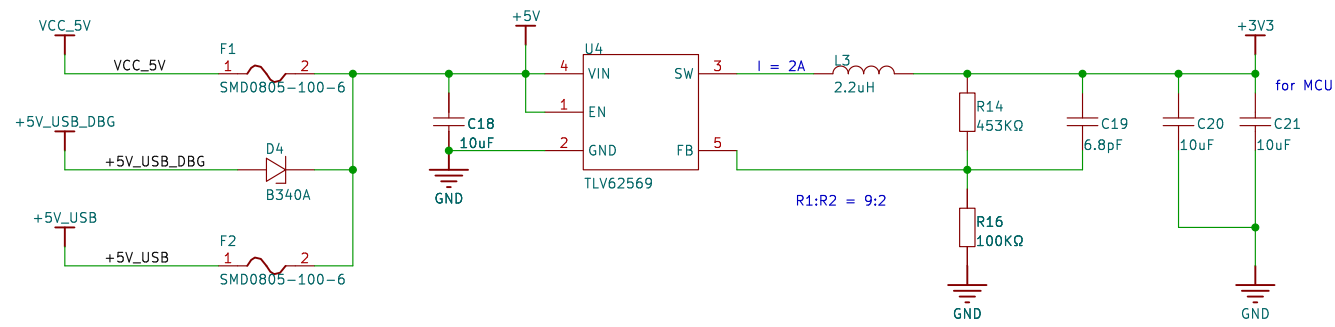 VCC_5V
VCC_5V
F1
1 2
SMD0805-100-6
+5V_USB_DBG
+5V_USB_DBG
D4
B340A
+5V_USB
+5V_USB
F2
1 2
SMD0805-100-6
+5V
C18
10uF
GND
U4
4 VIN SW 3
1 EN
2 GND FB 5
TLV62569
I = 2A
L3
2.2uH
R14
453KΩ
R1:R2 = 9:2
R16
100KΩ
GND
C19
6.8pF
C20
10uF
+3V3
for MCU
C21
10uF
GND